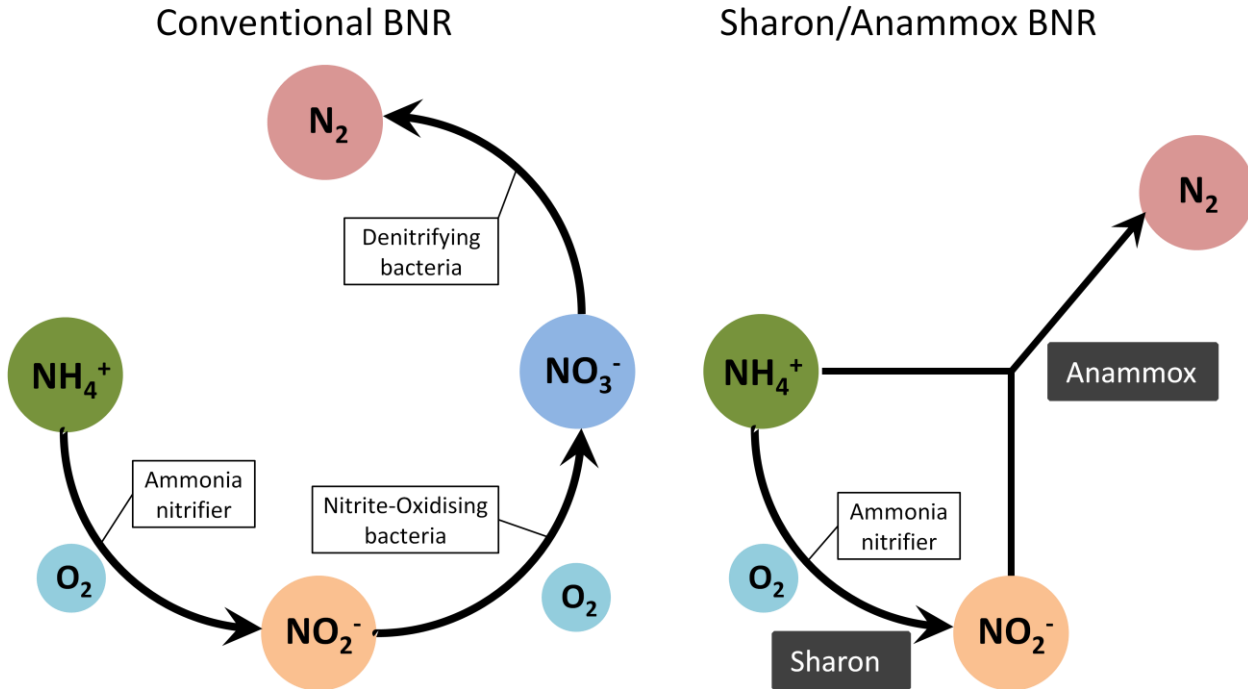 Conventional BNR
N₂
Denitrifying
bacteria
NH₄⁺
NO₃⁻
Ammonia
nitrifier
Nitrite-Oxidising
bacteria
O₂
O₂
NO₂⁻
Sharon/Anammox BNR
N₂
NH₄⁺
Anammox
Ammonia
nitrifier
O₂
NO₂⁻
Sharon